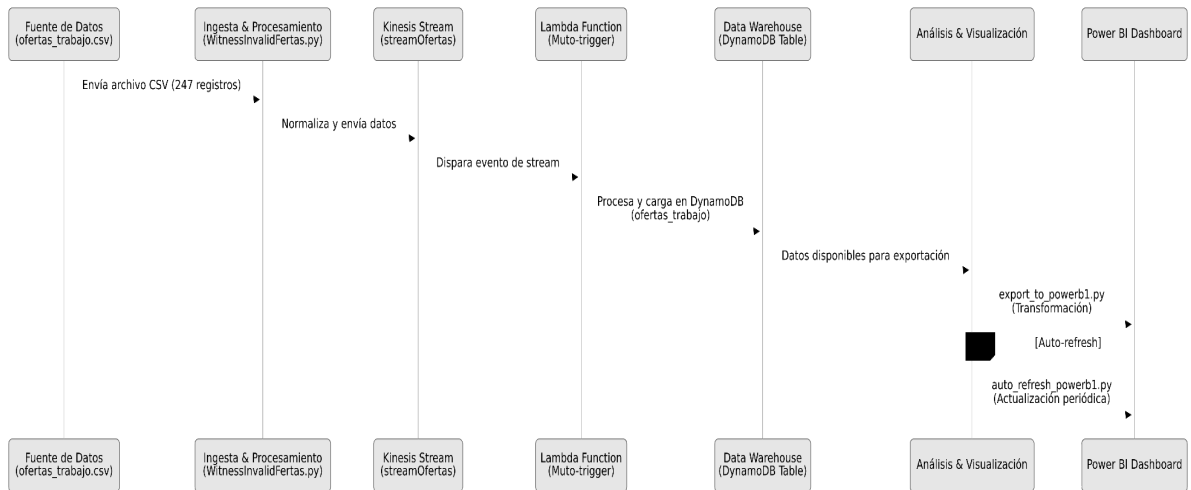 Fuente de Datos
(ofertas_trabajo.csv)
Ingesta & Procesamiento
(WitnessInvalidFertas.py)
Kinesis Stream
(streamOfertas)
Lambda Function
(Muto-trigger)
Data Warehouse
(DynamoDB Table)
Análisis & Visualización
Power BI Dashboard
Envía archivo CSV (247 registros)
Normaliza y envía datos
Dispara evento de stream
Procesa y carga en DynamoDB
(ofertas_trabajo)
Datos disponibles para exportación
export_to_powerb1.py
(Transformación)
[Auto-refresh]
auto_refresh_powerb1.py
(Actualización periódica)
Fuente de Datos
(ofertas_trabajo.csv)
Ingesta & Procesamiento
(WitnessInvalidFertas.py)
Kinesis Stream
(streamOfertas)
Lambda Function
(Muto-trigger)
Data Warehouse
(DynamoDB Table)
Análisis & Visualización
Power BI Dashboard